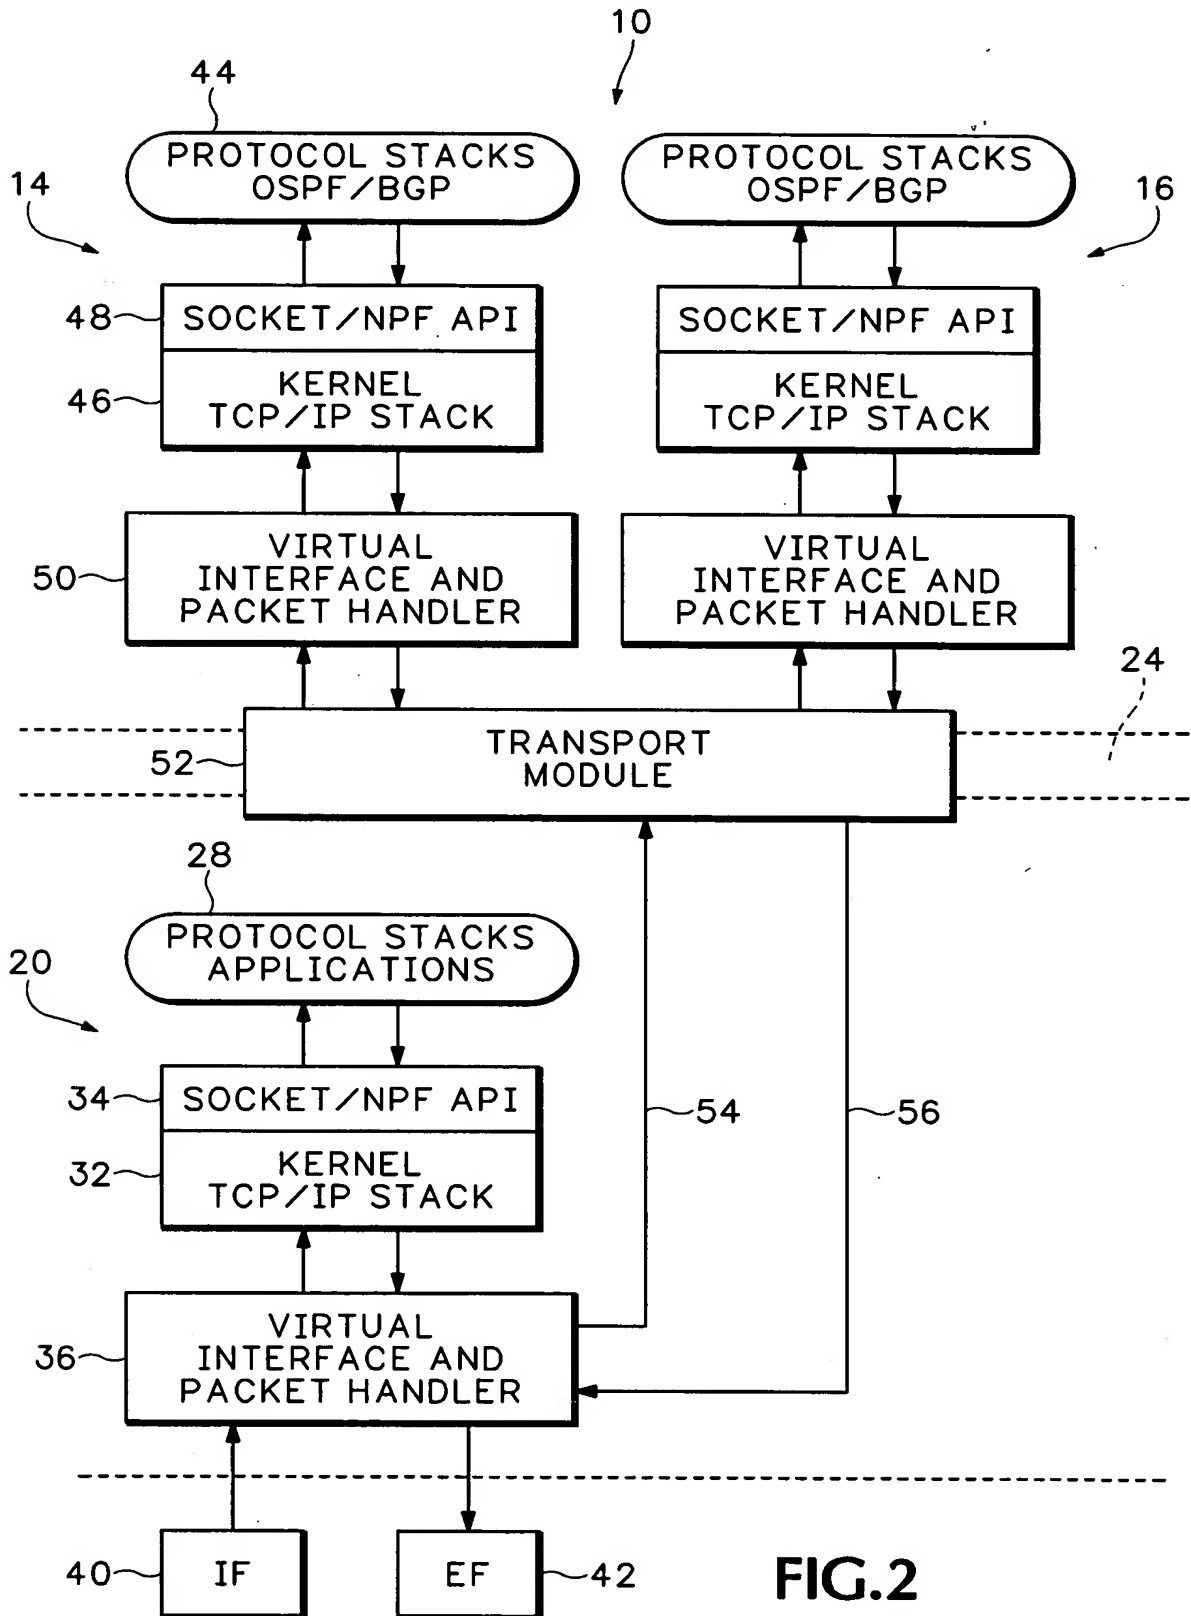 10
44
PROTOCOL STACKS
OSPF/BGP
PROTOCOL STACKS
OSPF/BGP
14
16
48
SOCKET/NPF API
SOCKET/NPF API
46
KERNEL
TCP/IP STACK
KERNEL
TCP/IP STACK
50
VIRTUAL
INTERFACE AND
PACKET HANDLER
VIRTUAL
INTERFACE AND
PACKET HANDLER
24
52
TRANSPORT
MODULE
28
PROTOCOL STACKS
APPLICATIONS
20
34
SOCKET/NPF API
54
56
32
KERNEL
TCP/IP STACK
36
VIRTUAL
INTERFACE AND
PACKET HANDLER
40
IF
EF
42
FIG.2